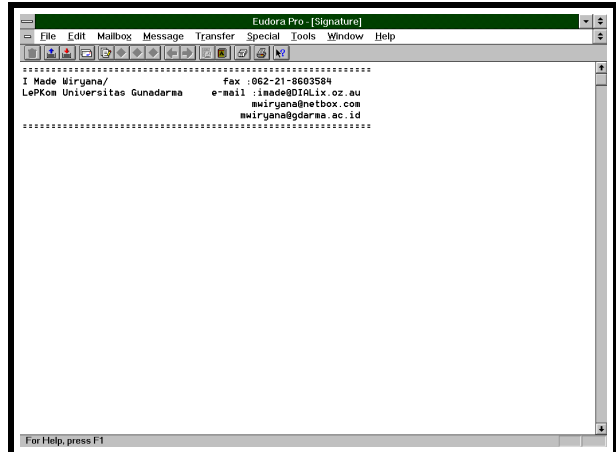 Eudora Pro - [Signature]
File Edit Mailbox Message Transfer Special Tools Window Help
::::::::::::::::::::::::::::::::::::::::::::::::::::::::::::::
I Made Wiryana/ fax :062-21-8603584
LePKom Universitas Gunadarma e-mail :imade@DIALix.oz.au
mwiryana@netbox.com
mwiryana@gdarma.ac.id
::::::::::::::::::::::::::::::::::::::::::::::::::::::::::::::
For Help, press F1